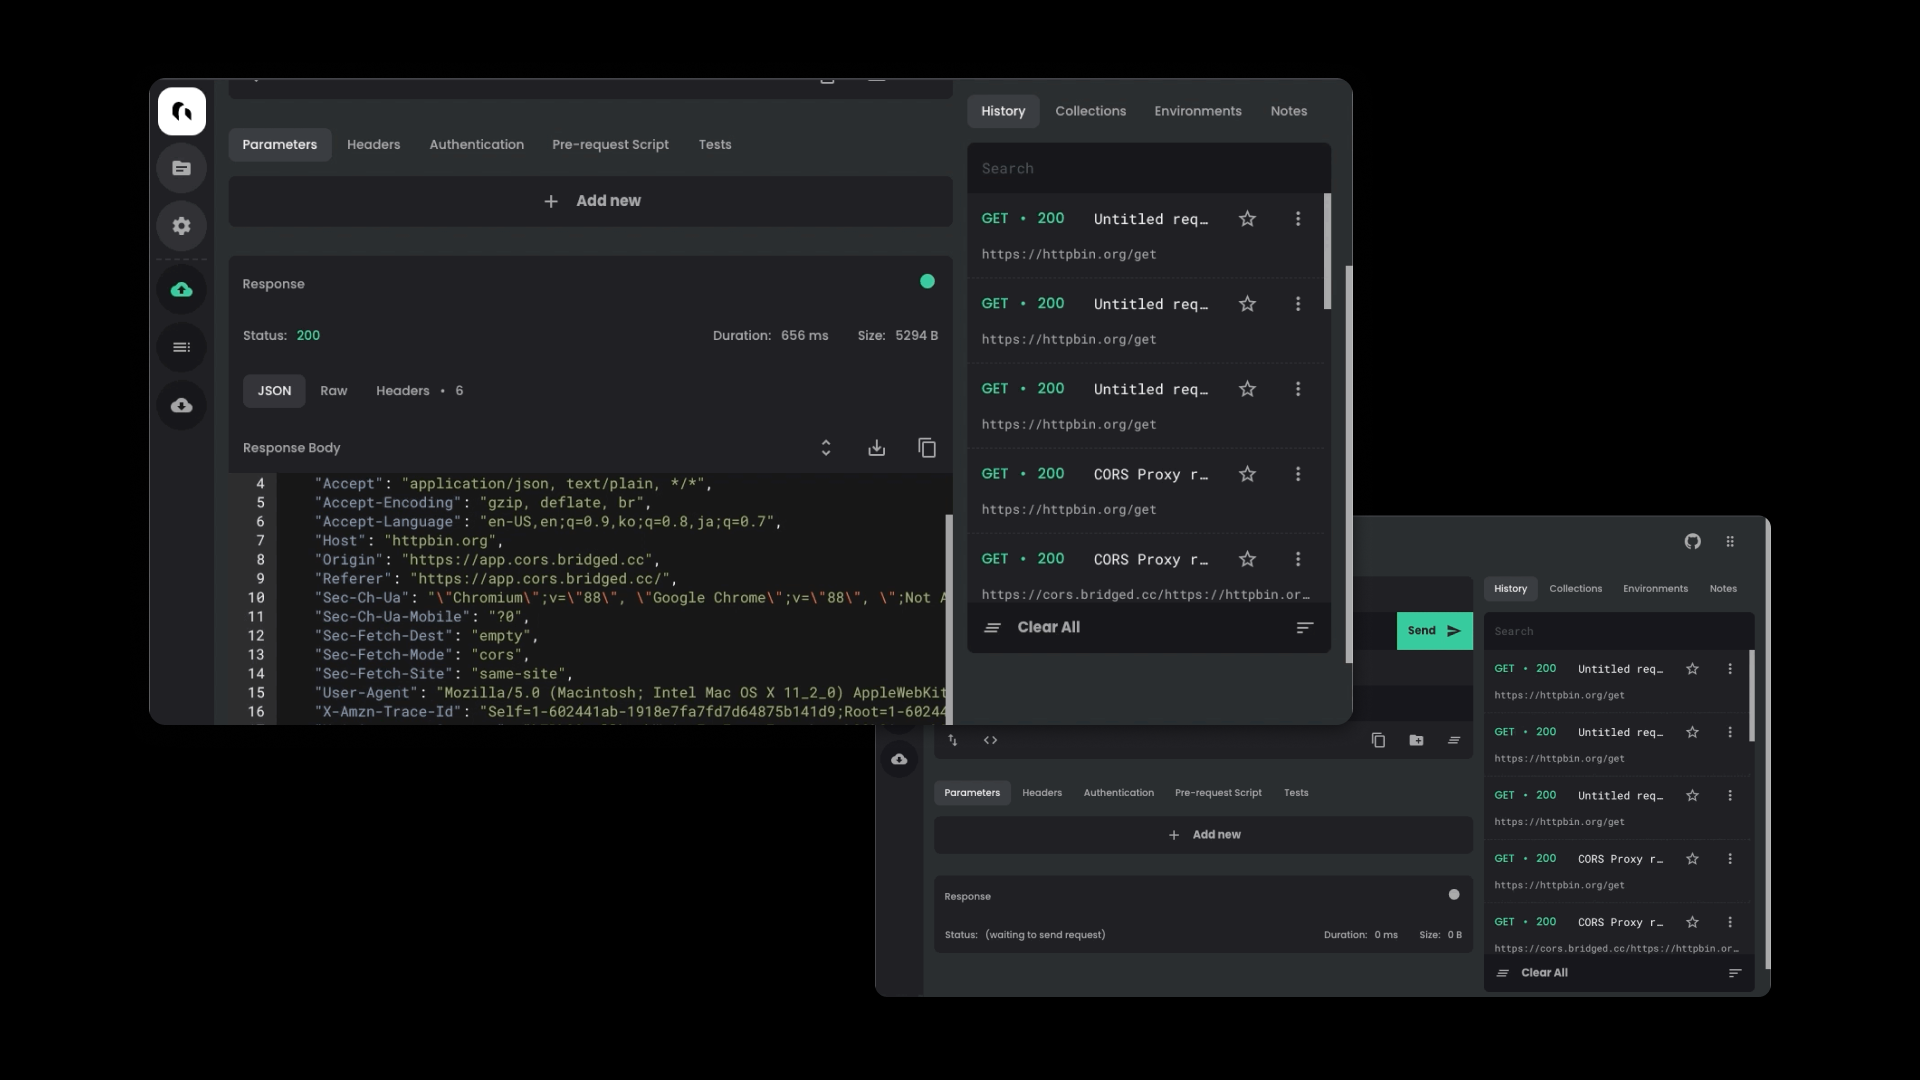 Parameters Headers Authentication Pre-request Script Tests
+ Add new
Response
Status: 200 Duration: 656 ms Size: 5294 B
JSON Raw Headers • 6
Response Body
4 "Accept": "application/json, text/plain, */*",
5 "Accept-Encoding": "gzip, deflate, br",
6 "Accept-Language": "en-US,en;q=0.9,ko;q=0.8,ja;q=0.7",
7 "Host": "httpbin.org",
8 "Origin": "https://app.cors.bridged.cc",
9 "Referer": "https://app.cors.bridged.cc/",
10 "Sec-Ch-Ua": "\"Chromium\";v=\"88\", \"Google Chrome\";v=\"88\", \";Not A
11 "Sec-Ch-Ua-Mobile": "?0",
12 "Sec-Fetch-Dest": "empty",
13 "Sec-Fetch-Mode": "cors",
14 "Sec-Fetch-Site": "same-site",
15 "User-Agent": "Mozilla/5.0 (Macintosh; Intel Mac OS X 11_2_0) AppleWebKit
16 "X-Amzn-Trace-Id": "Self=1-602441ab-1918e7fa7fd7d64875b141d9;Root=1-60244
History Collections Environments Notes
Search
GET • 200 Untitled req…
https://httpbin.org/get
GET • 200 Untitled req…
https://httpbin.org/get
GET • 200 Untitled req…
https://httpbin.org/get
GET • 200 CORS Proxy r…
https://httpbin.org/get
GET • 200 CORS Proxy r…
https://cors.bridged.cc/https://httpbin.or…
Clear All
Send
Parameters Headers Authentication Pre-request Script Tests
+ Add new
Response
Status: (waiting to send request) Duration: 0 ms Size: 0 B
History Collections Environments Notes
Search
GET • 200 Untitled req…
https://httpbin.org/get
GET • 200 Untitled req…
https://httpbin.org/get
GET • 200 Untitled req…
https://httpbin.org/get
GET • 200 CORS Proxy r…
https://httpbin.org/get
GET • 200 CORS Proxy r…
https://cors.bridged.cc/https://httpbin.or…
Clear All